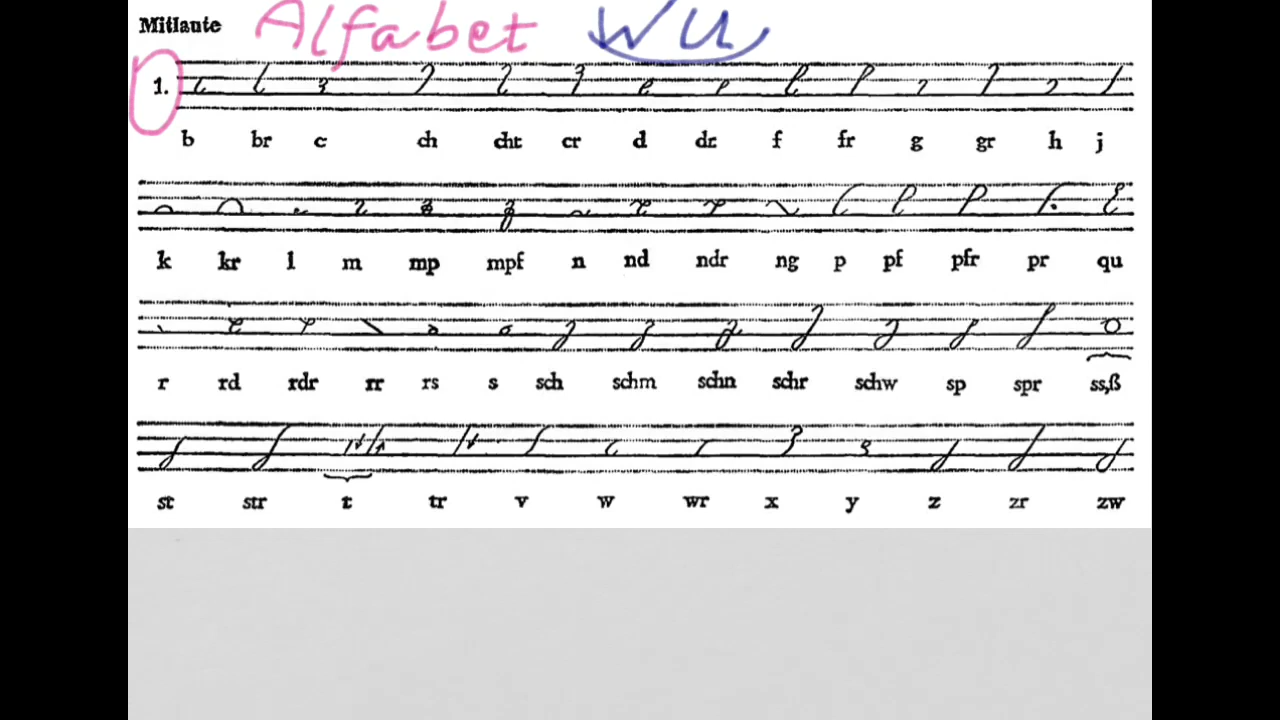 Mitlaute Alfabet WU
1.
b br c ch cht cr d dr f fr g gr h j
k kr l m mp mpf n nd ndr ng p pf pfr pr qu
r rd rdr rr rs s sch schm schn schr schw sp spr ss,ß
st str t tr v w wr x y z zr zw